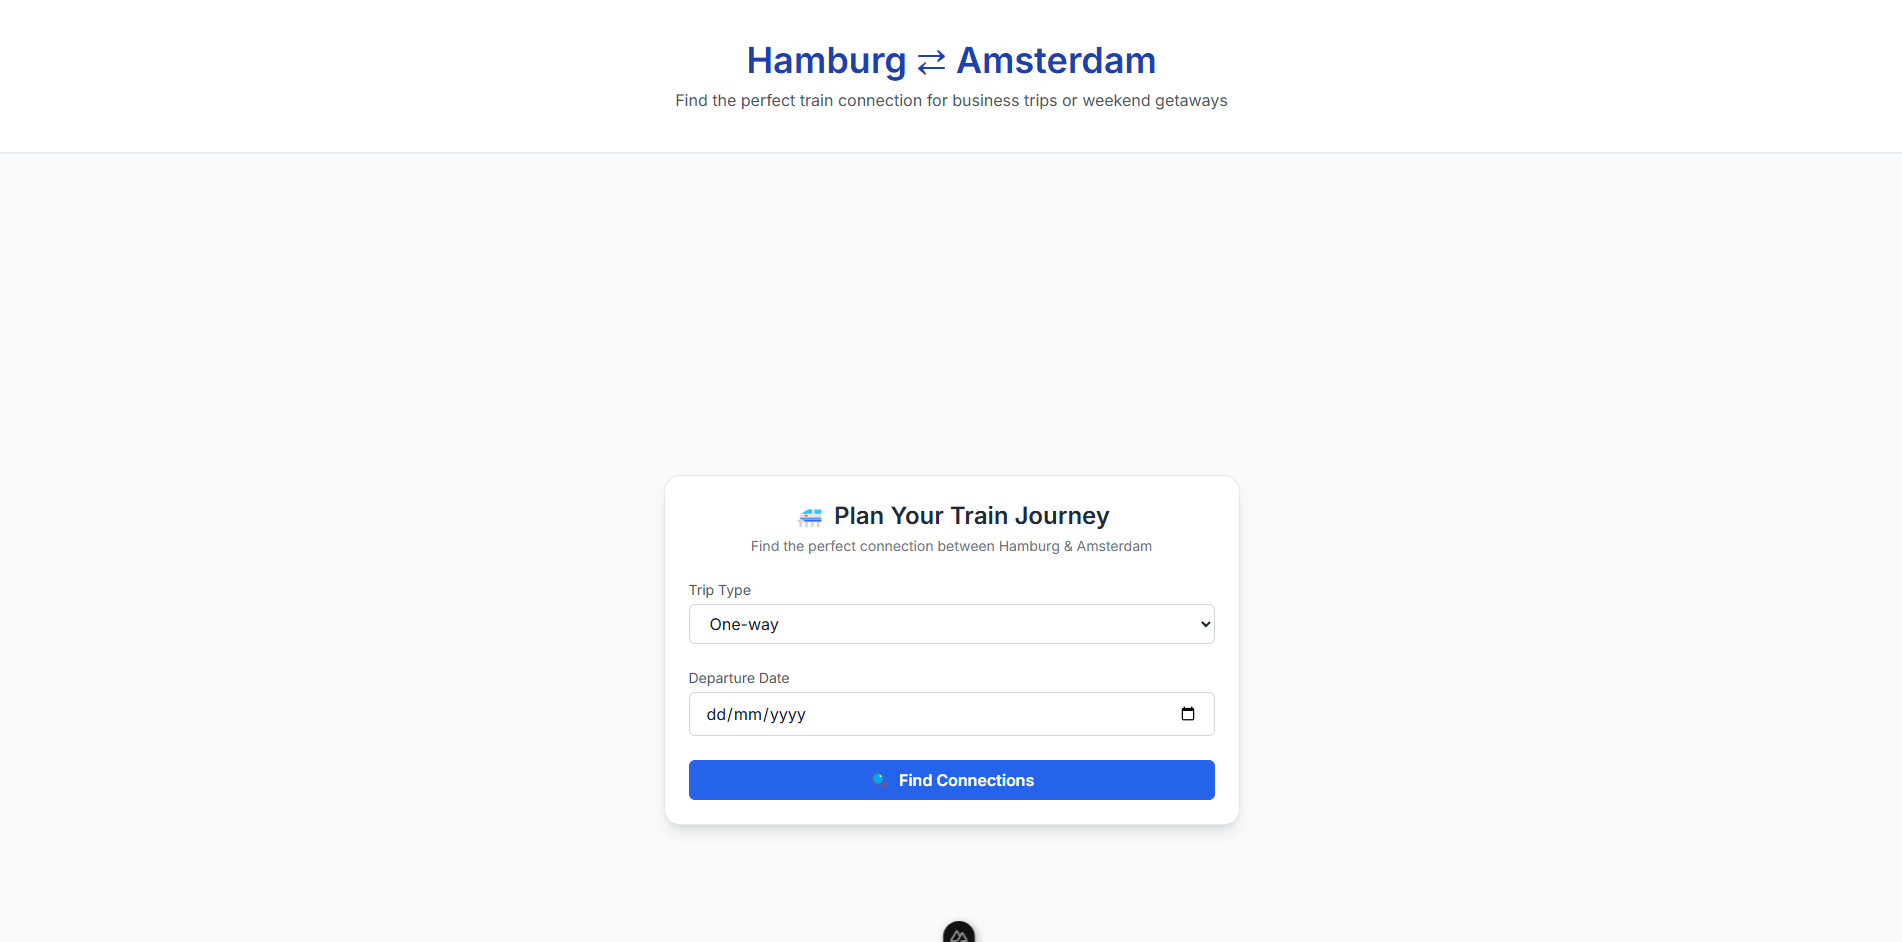 Hamburg ⇄ Amsterdam
Find the perfect train connection for business trips or weekend getaways
🚄 Plan Your Train Journey
Find the perfect connection between Hamburg & Amsterdam
Trip Type
One-way
Departure Date
dd/mm/yyyy
🔍 Find Connections